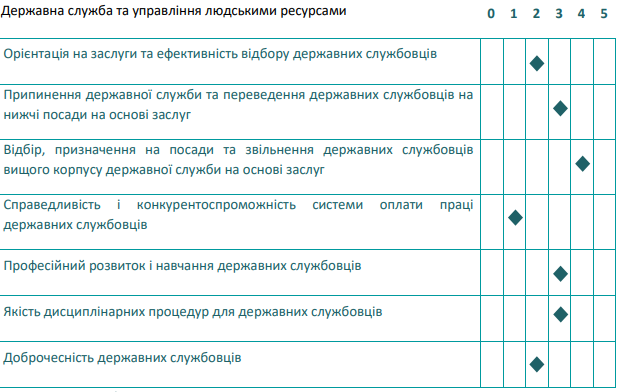 Державна служба та управління людськими ресурсами 0 1 2 3 4 5
Орієнтація на заслуги та ефективність відбору державних службовців
Припинення державної служби та переведення державних службовців на
нижчі посади на основі заслуг
Відбір, призначення на посади та звільнення державних службовців
вищого корпусу державної служби на основі заслуг
Справедливість і конкурентоспроможність системи оплати праці
державних службовців
Професійний розвиток і навчання державних службовців
Якість дисциплінарних процедур для державних службовців
Доброчесність державних службовців